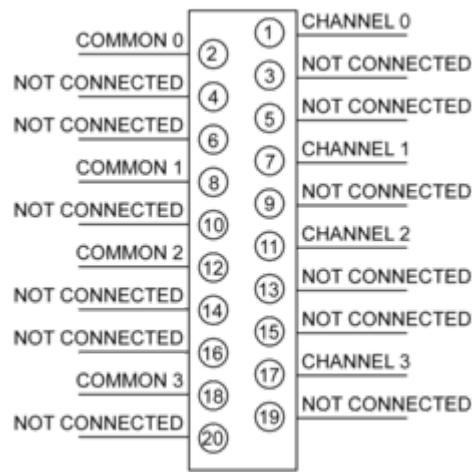 CHANNEL 0
1
COMMON 0
2
NOT CONNECTED
3
NOT CONNECTED
4
NOT CONNECTED
5
NOT CONNECTED
6
CHANNEL 1
7
COMMON 1
8
NOT CONNECTED
9
NOT CONNECTED
10
CHANNEL 2
11
COMMON 2
12
NOT CONNECTED
13
NOT CONNECTED
14
NOT CONNECTED
15
NOT CONNECTED
16
CHANNEL 3
17
COMMON 3
18
NOT CONNECTED
19
NOT CONNECTED
20